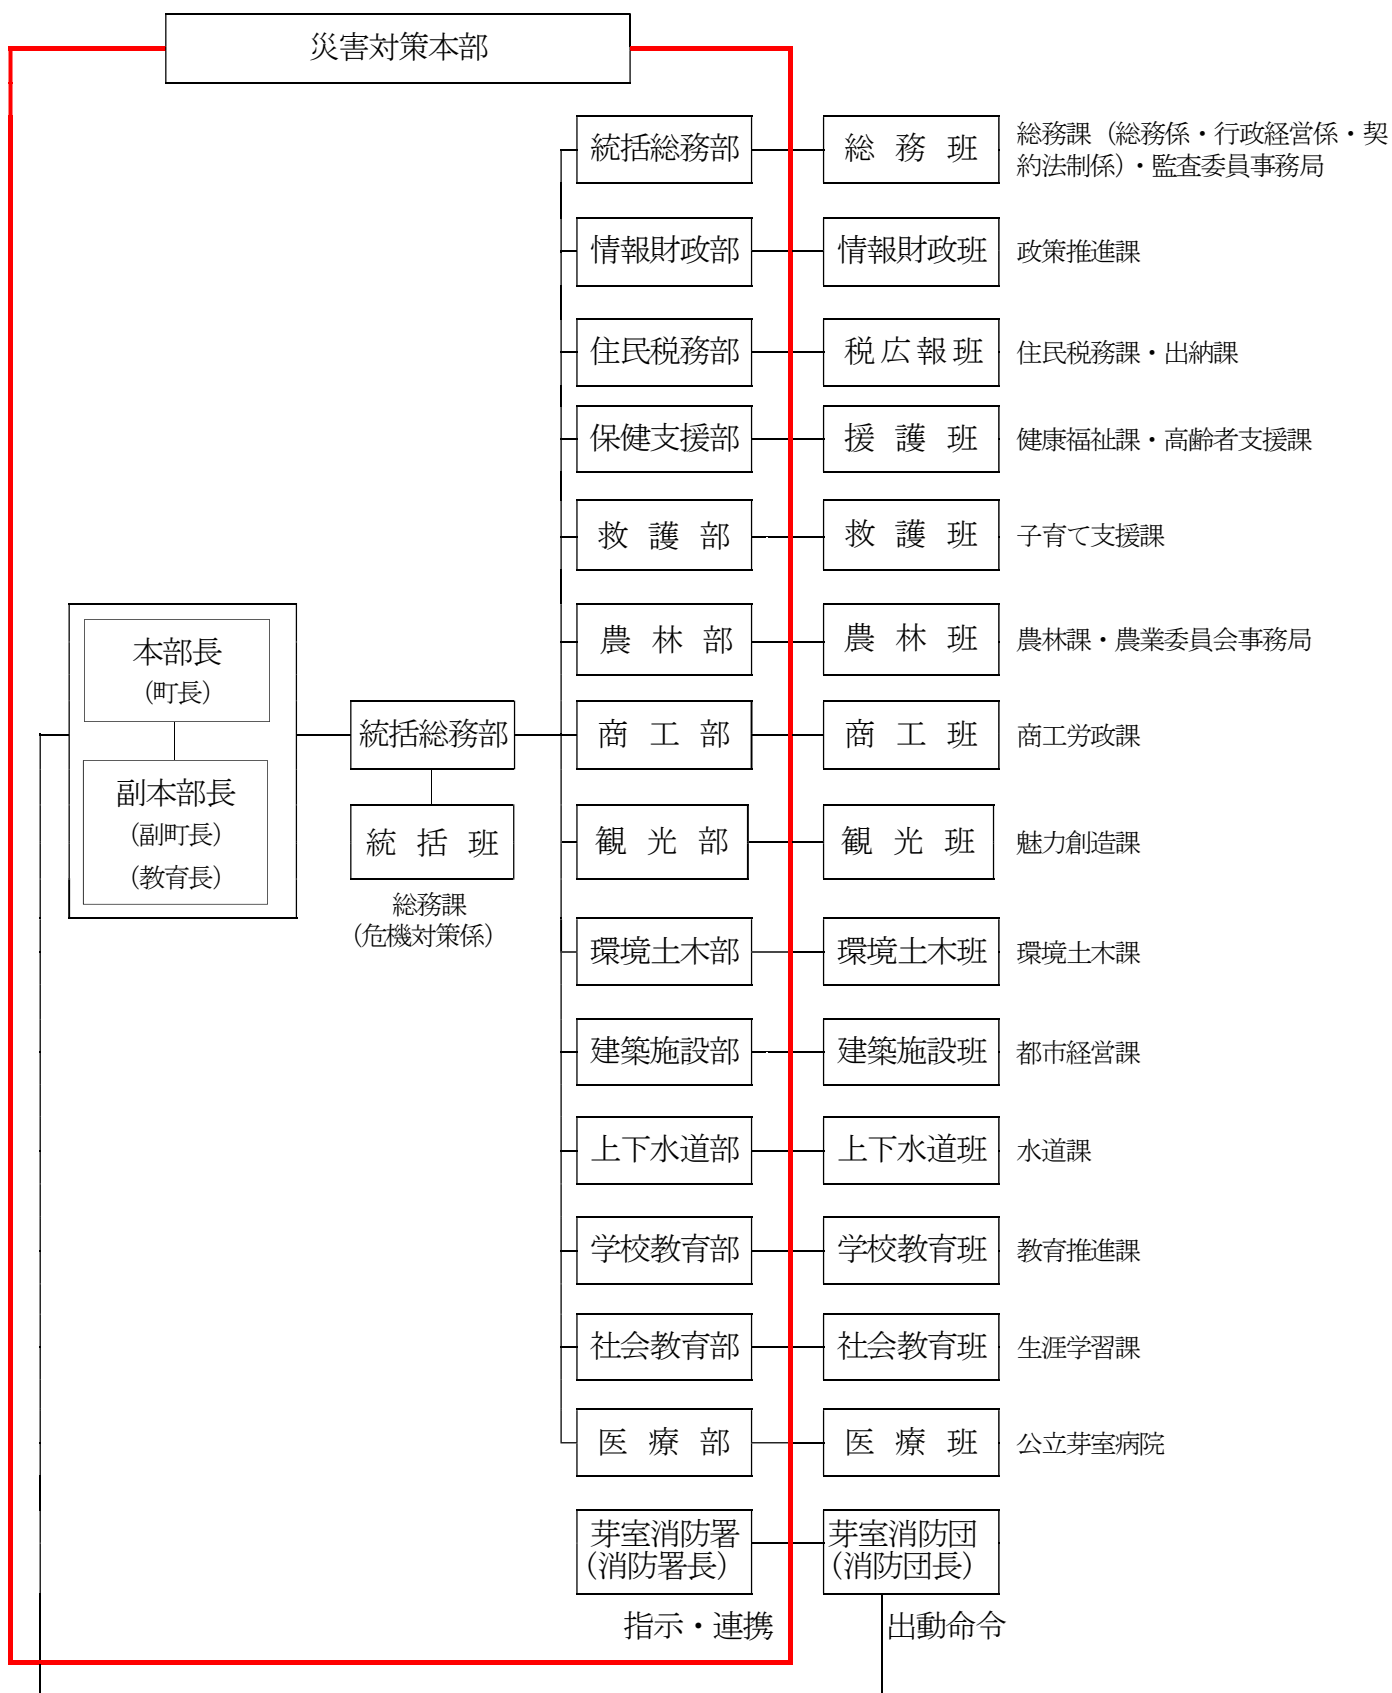 災害対策本部
統括総務部
総務班
総務課（総務係・行政経営係・契
約法制係）・監査委員事務局
情報財政部
情報財政班
政策推進課
住民税務部
税広報班
住民税務課・出納課
保健支援部
援護班
健康福祉課・高齢者支援課
救護部
救護班
子育て支援課
農林部
農林班
農林課・農業委員会事務局
本部長
（町長）
副本部長
（副町長）
（教育長）
統括総務部
統括班
総務課
（危機対策係）
商工部
商工班
商工労政課
観光部
観光班
魅力創造課
環境土木部
環境土木班
環境土木課
建築施設部
建築施設班
都市経営課
上下水道部
上下水道班
水道課
学校教育部
学校教育班
教育推進課
社会教育部
社会教育班
生涯学習課
医療部
医療班
公立芽室病院
芽室消防署
（消防署長）
芽室消防団
（消防団長）
指示・連携
出動命令